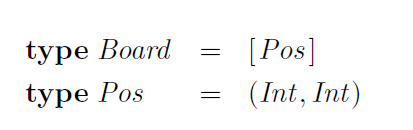 type Board = [Pos]
type Pos = (Int, Int)